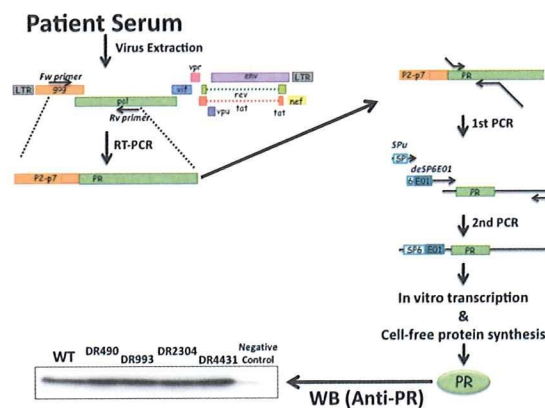 Patient Serum
Virus Extraction
Fw primer
LTR
gag
pol
Rv primer
vif
vpr
vpu
env
rev
tat
tat
nef
LTR
RT-PCR
P2-p7
PR
P2-p7
PR
1st PCR
SPu
SP
deSP6E01
6
E01
PR
2nd PCR
SP6
E01
PR
In vitro transcription
&
Cell-free protein synthesis
PR
WB (Anti-PR)
WT
DR490
DR993
DR2304
DR4431
Negative
Control